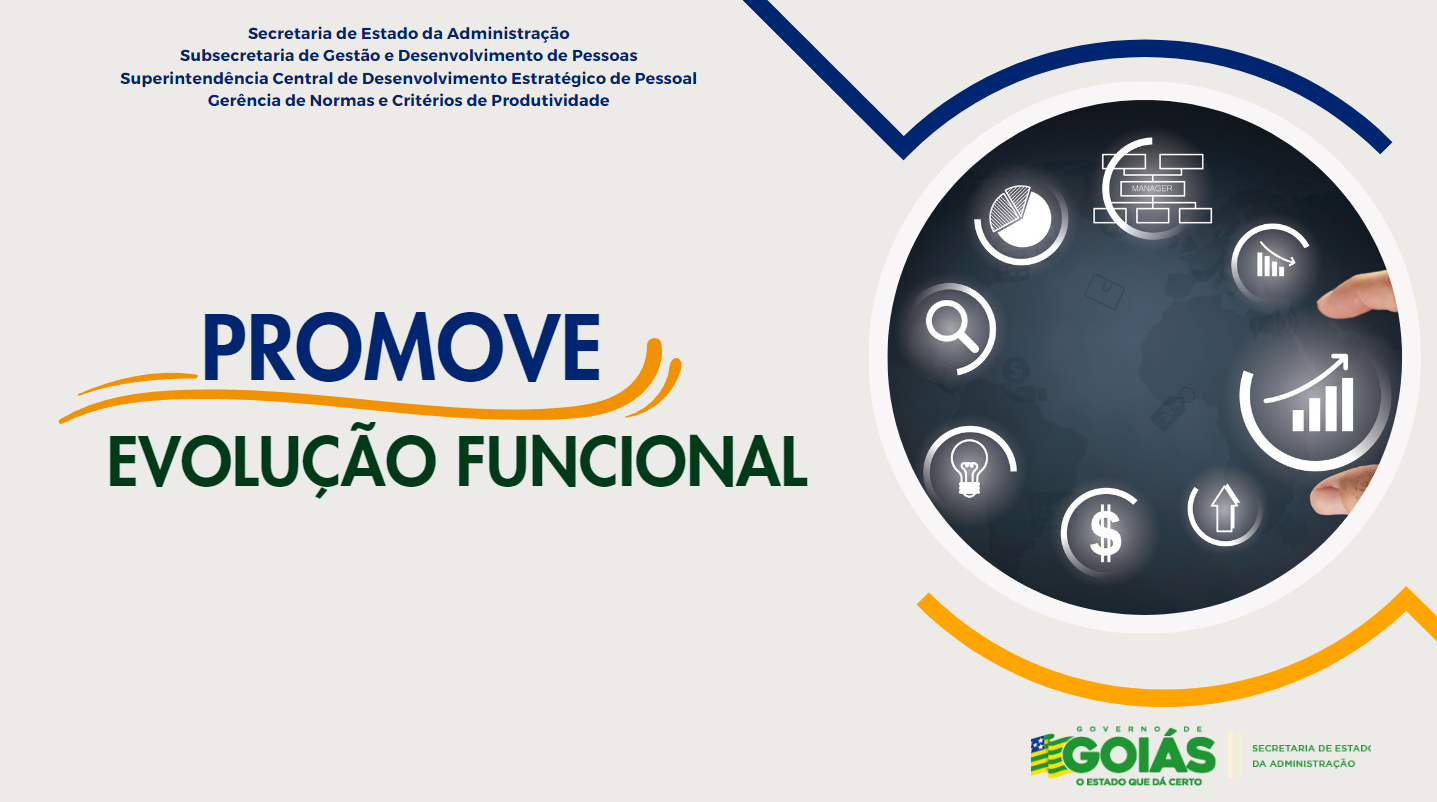 Secretaria de Estado da Administração
Subsecretaria de Gestão e Desenvolvimento de Pessoas
Superintendência Central de Desenvolvimento Estratégico de Pessoal
Gerência de Normas e Critérios de Produtividade
MANAGER
PROMOVE
EVOLUÇÃO FUNCIONAL
$
GOVERNO DE
GOIÁS
O ESTADO QUE DÁ CERTO
SECRETARIA DE ESTADO
DA ADMINISTRAÇÃO